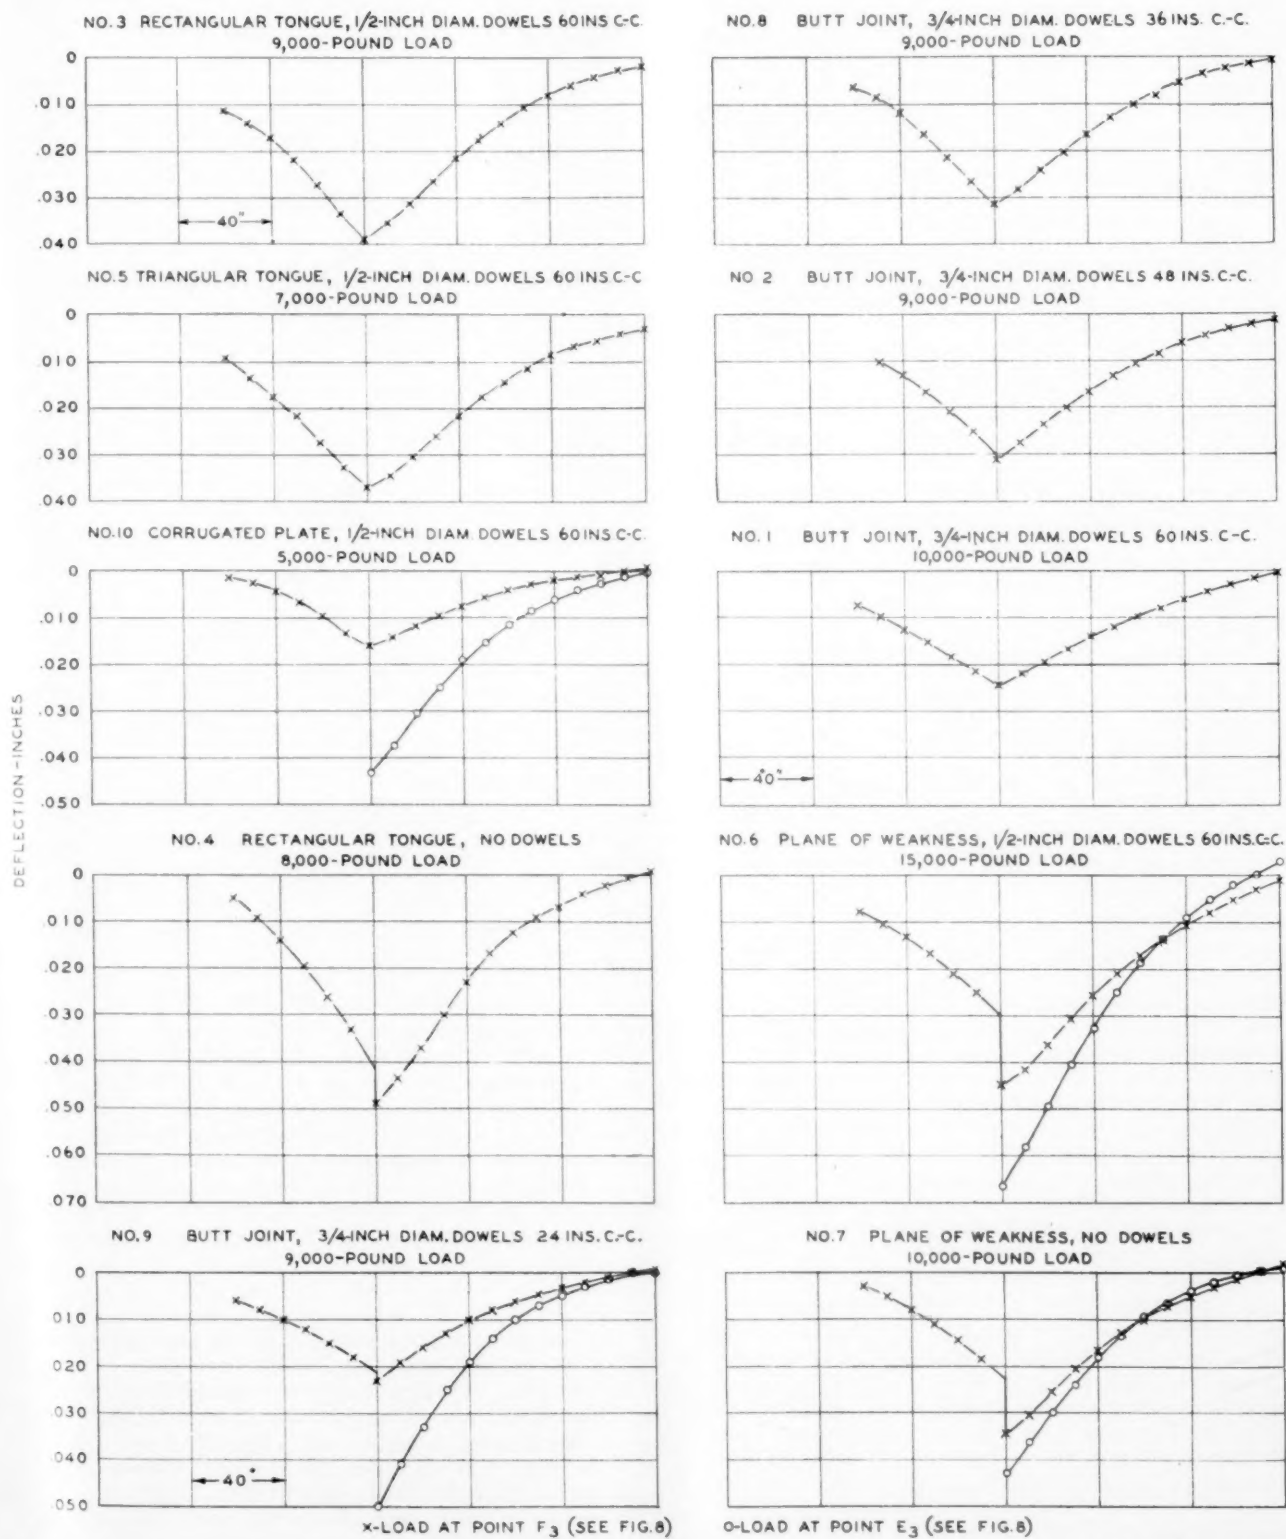 NO.3 RECTANGULAR TONGUE, 1/2-INCH DIAM. DOWELS 60 INS. C.-C.
9,000-POUND LOAD
0
.010
.020
.030
.040
40"
NO.8 BUTT JOINT, 3/4-INCH DIAM. DOWELS 36 INS. C.-C.
9,000-POUND LOAD
NO.5 TRIANGULAR TONGUE, 1/2-INCH DIAM. DOWELS 60 INS. C.-C
7,000-POUND LOAD
0
.010
.020
.030
.040
NO 2 BUTT JOINT, 3/4-INCH DIAM. DOWELS 48 INS. C.-C.
9,000-POUND LOAD
NO.10 CORRUGATED PLATE, 1/2-INCH DIAM. DOWELS 60 INS. C.-C.
5,000-POUND LOAD
0
.010
.020
.030
.040
.050
NO. 1 BUTT JOINT, 3/4-INCH DIAM. DOWELS 60 INS. C.-C.
10,000-POUND LOAD
40"
DEFLECTION-INCHES
NO.4 RECTANGULAR TONGUE, NO DOWELS
8,000-POUND LOAD
0
.010
.020
.030
.040
.050
.060
.070
NO.6 PLANE OF WEAKNESS, 1/2-INCH DIAM. DOWELS 60 INS. C.-C.
15,000-POUND LOAD
NO.9 BUTT JOINT, 3/4-INCH DIAM. DOWELS 24 INS. C.-C.
9,000-POUND LOAD
0
010
.020
.030
.040
.050
40"
NO.7 PLANE OF WEAKNESS, NO DOWELS
10,000-POUND LOAD
X-LOAD AT POINT F3 (SEE FIG.8)
O-LOAD AT POINT E3 (SEE FIG.8)